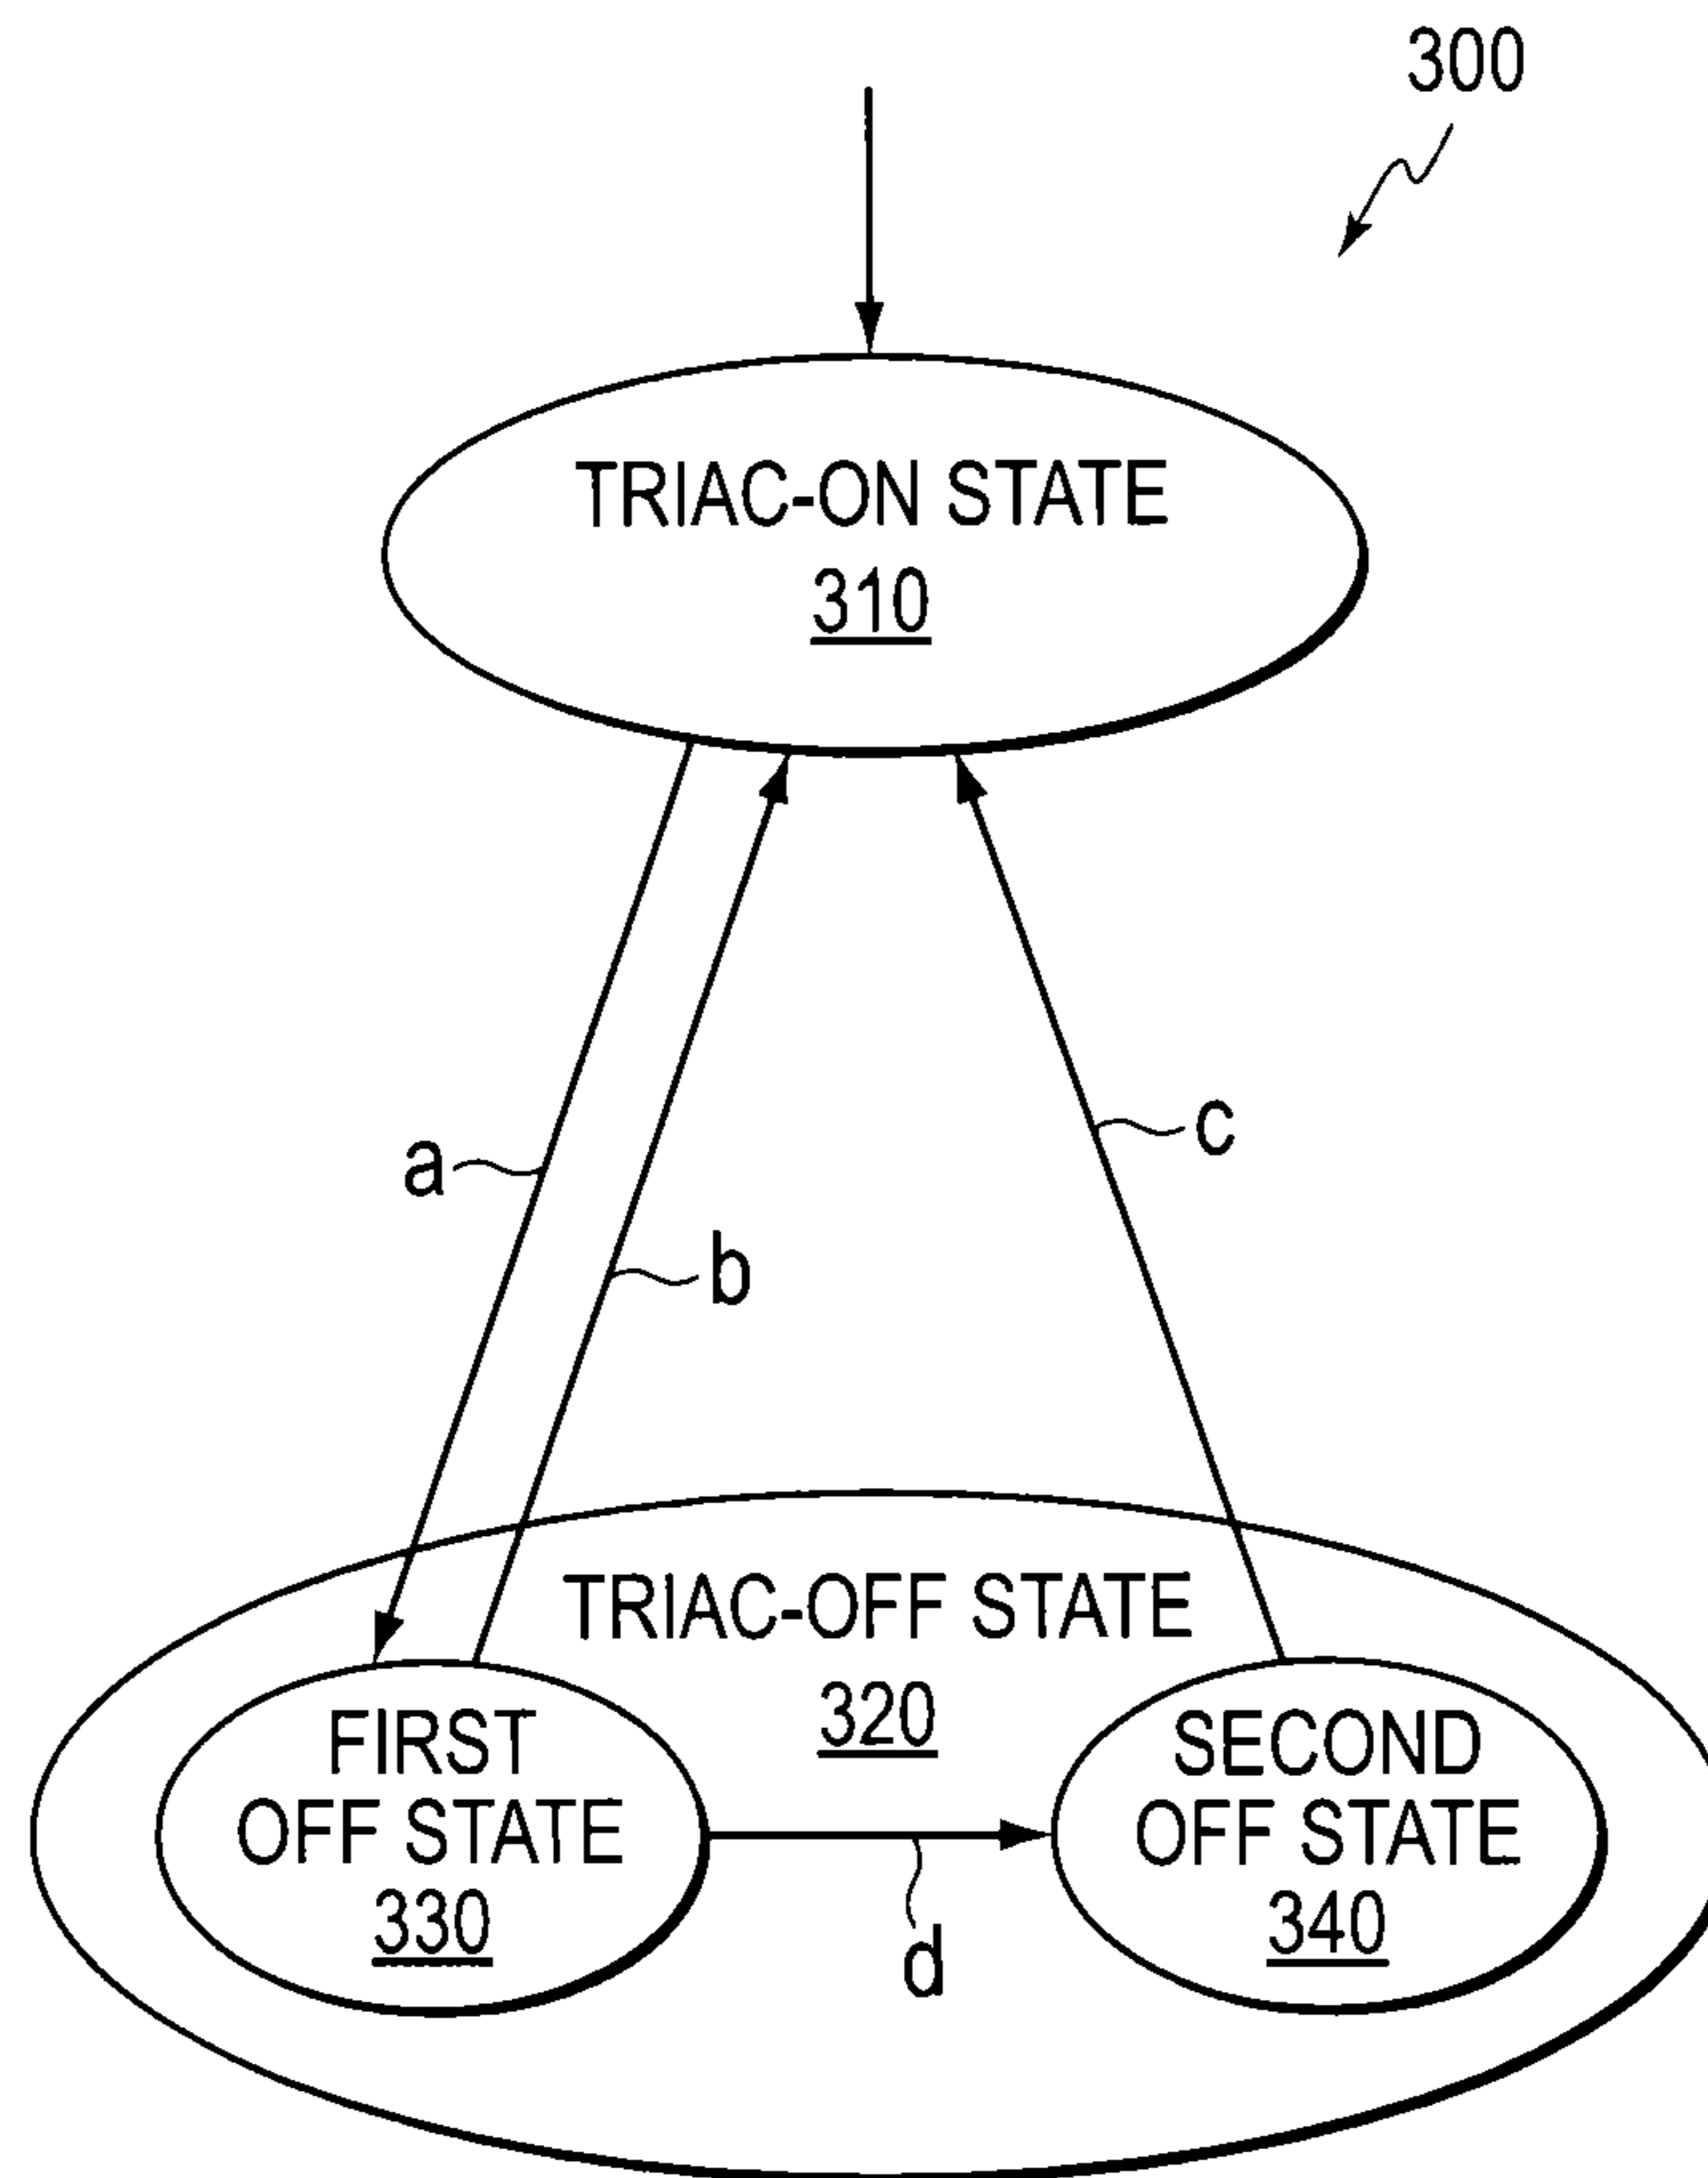 300
TRIAC-ON STATE
310
a
b
c
TRIAC-OFF STATE
320
FIRST
OFF STATE
330
SECOND
OFF STATE
340
d